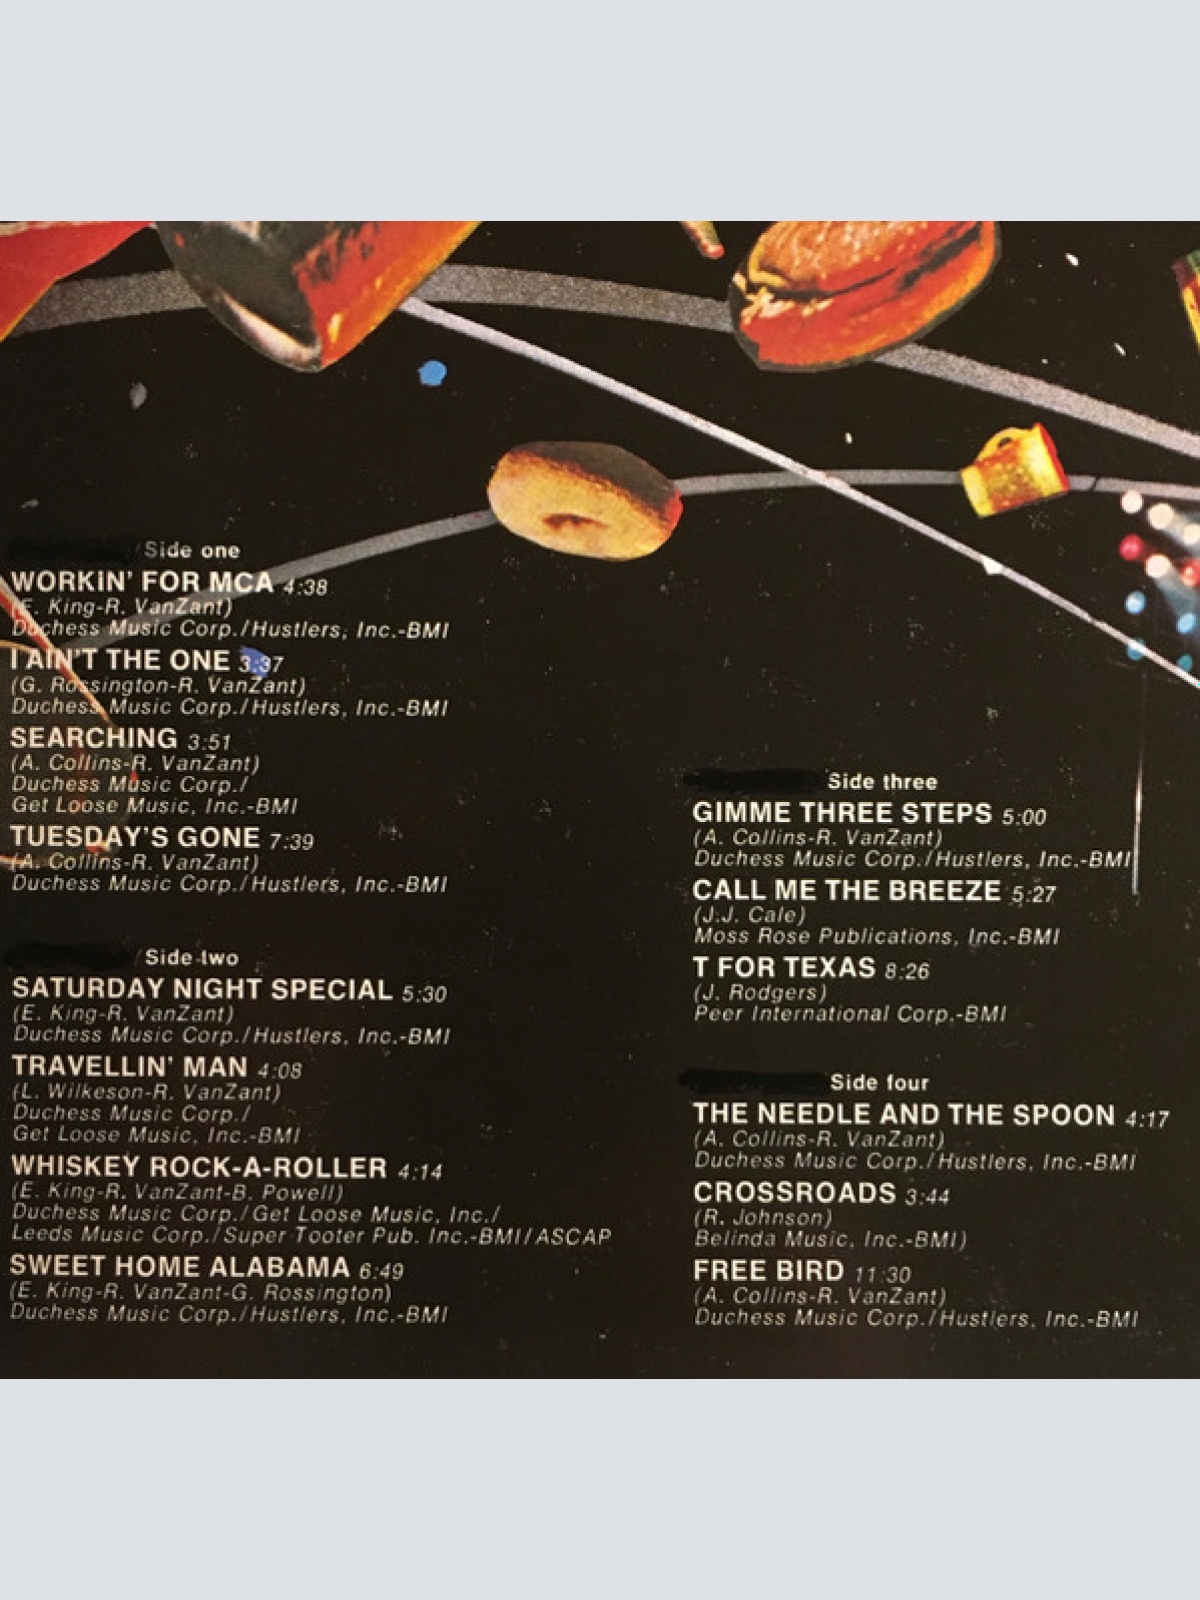 Side one
WORKIN' FOR MCA 4:38
(E. King-R. VanZant)
Duchess Music Corp./Hustlers, Inc.-BMI
I AIN'T THE ONE 3:37
(G. Rossington-R. VanZant)
Duchess Music Corp./Hustlers, Inc.-BMI
SEARCHING 3:51
(A. Collins-R. VanZant)
Duchess Music Corp./
Get Loose Music, Inc.-BMI
TUESDAY'S GONE 7:39
(A. Collins-R. VanZant)
Duchess Music Corp./Hustlers, Inc.-BMI
Side two
SATURDAY NIGHT SPECIAL 5:30
(E. King-R. VanZant)
Duchess Music Corp./Hustlers, Inc.-BMI
TRAVELLIN' MAN 4:08
(L. Wilkeson-R. VanZant)
Duchess Music Corp./
Get Loose Music, Inc.-BMI
WHISKEY ROCK-A-ROLLER 4:14
(E. King-R. VanZant-B. Powell)
Duchess Music Corp./Get Loose Music, Inc./
Leeds Music Corp./Super Tooter Pub. Inc.-BMI/ASCAP
SWEET HOME ALABAMA 6:49
(E. King-R. VanZant-G. Rossington)
Duchess Music Corp./Hustlers, Inc.-BMI
Side three
GIMME THREE STEPS 5:00
(A. Collins-R. VanZant)
Duchess Music Corp./Hustlers, Inc.-BMI
CALL ME THE BREEZE 5:27
(J.J. Cale)
Moss Rose Publications, Inc.-BMI
T FOR TEXAS 8:26
(J. Rodgers)
Peer International Corp.-BMI
Side four
THE NEEDLE AND THE SPOON 4:17
(A. Collins-R. VanZant)
Duchess Music Corp./Hustlers, Inc.-BMI
CROSSROADS 3:44
(R. Johnson)
Belinda Music, Inc.-BMI)
FREE BIRD 11:30
(A. Collins-R. VanZant)
Duchess Music Corp./Hustlers, Inc.-BMI